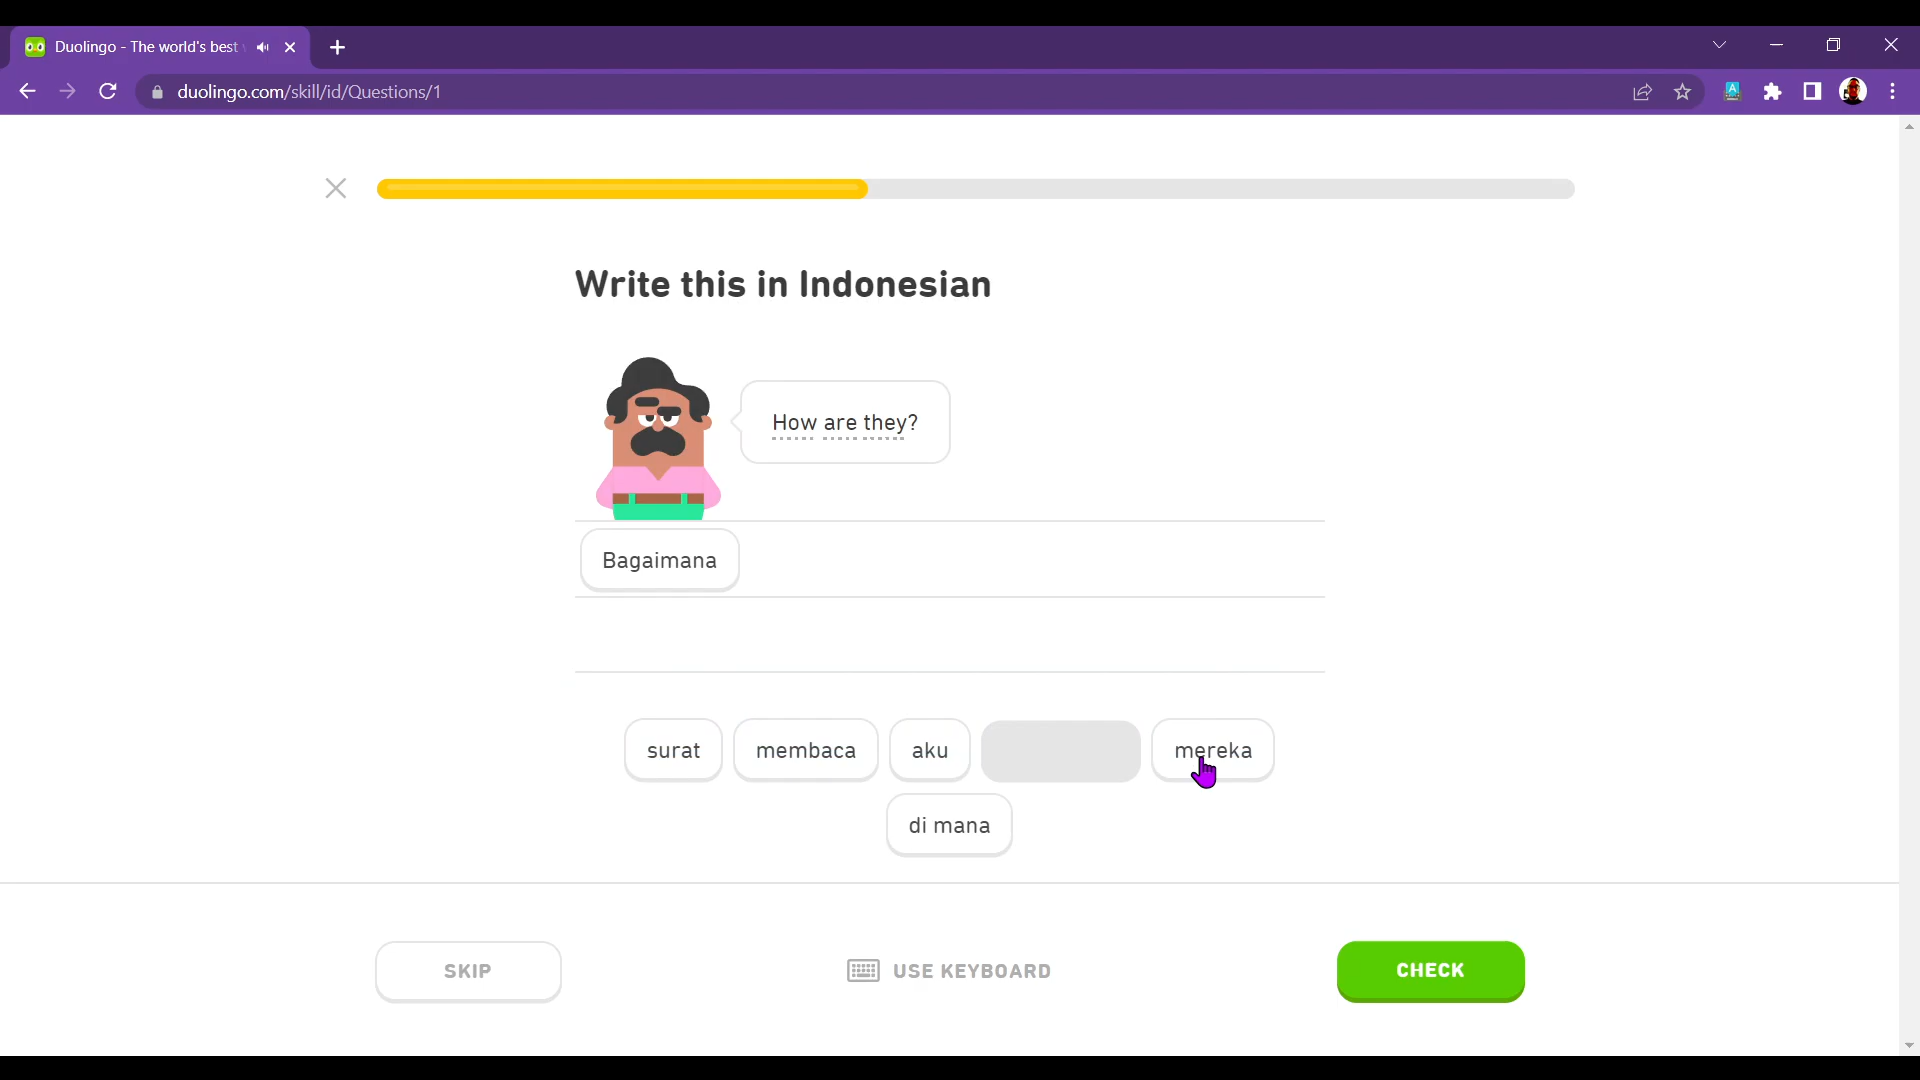 Duolingo - The world's best
duolingo.com/skill/id/Questions/1
Write this in Indonesian
How are they?
Bagaimana
surat
membaca
aku
mereka
di mana
SKIP
USE KEYBOARD
CHECK